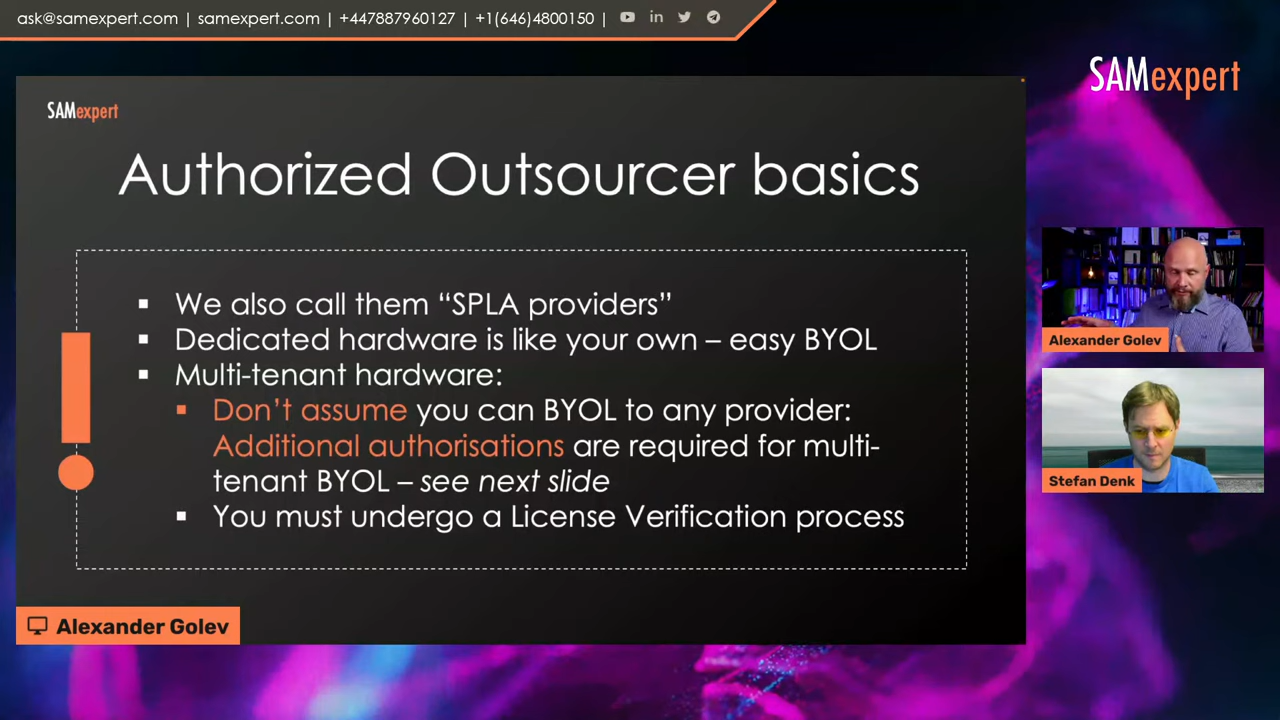 ask@samexpert.com | samexpert.com | +447887960127 | +1(646)4800150 |
SAMexpert
SAMexpert
Authorized Outsourcer basics
We also call them “SPLA providers”
Dedicated hardware is like your own – easy BYOL
Multi-tenant hardware:
Don’t assume you can BYOL to any provider:
Additional authorisations are required for multi-
tenant BYOL – see next slide
You must undergo a License Verification process
Alexander Golev
Alexander Golev
Stefan Denk